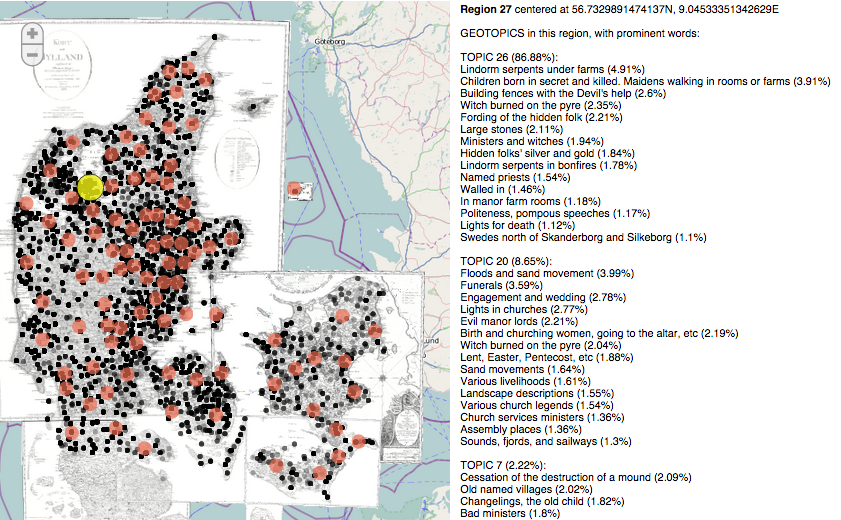 Göteborg
KORT
JYLLAND
und
Region 27 centered at 56.7329891474137N, 9.04533351342629E
GEOTOPICS in this region, with prominent words:
TOPIC 26 (86.88%):
Lindorm serpents under farms (4.91%)
Children born in secret and killed. Maidens walking in rooms or farms (3.91%)
Building fences with the Devil's help (2.6%)
Witch burned on the pyre (2.35%)
Fording of the hidden folk (2.21%)
Large stones (2.11%)
Ministers and witches (1.94%)
Hidden folks' silver and gold (1.84%)
Lindorm serpents in bonfires (1.78%)
Named priests (1.54%)
Walled in (1.46%)
In manor farm rooms (1.18%)
Politeness, pompous speeches (1.17%)
Lights for death (1.12%)
Swedes north of Skanderborg and Silkeborg (1.1%)
TOPIC 20 (8.65%):
Floods and sand movement (3.99%)
Funerals (3.59%)
Engagement and wedding (2.78%)
Lights in churches (2.77%)
Evil manor lords (2.21%)
Birth and churching women, going to the altar, etc (2.19%)
Witch burned on the pyre (2.04%)
Lent, Easter, Pentecost, etc (1.88%)
Sand movements (1.64%)
Various livelihoods (1.61%)
Landscape descriptions (1.55%)
Various church legends (1.54%)
Church services ministers (1.36%)
Assembly places (1.36%)
Sounds, fjords, and sailways (1.3%)
TOPIC 7 (2.22%):
Cessation of the destruction of a mound (2.09%)
Old named villages (2.02%)
Changelings, the old child (1.82%)
Bad ministers (1.8%)